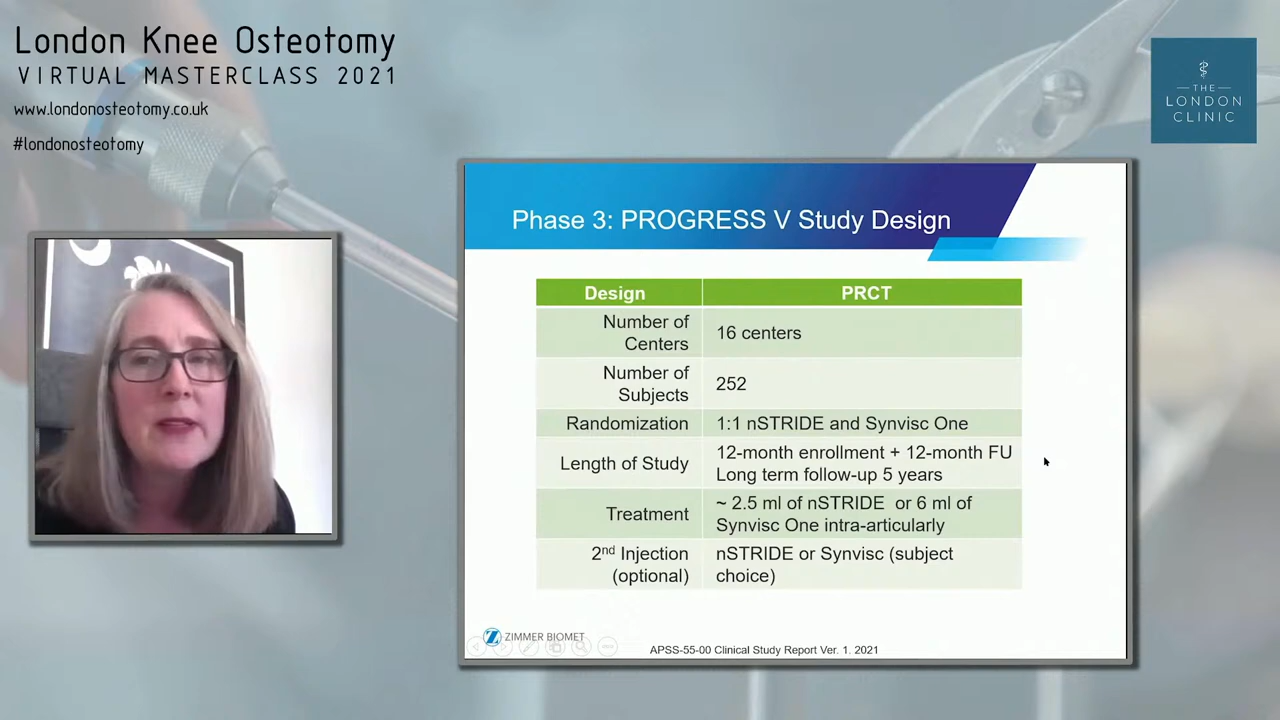 London Knee Osteotomy
VIRTUAL MASTERCLASS 2021
www.londonosteotomy.co.uk
#londonosteotomy
THE
LONDON
CLINIC
Phase 3: PROGRESS V Study Design
Design PRCT
Number of Centers 16 centers
Number of Subjects 252
Randomization 1:1 nSTRIDE and Synvisc One
Length of Study 12-month enrollment + 12-month FU
Long term follow-up 5 years
Treatment ~ 2.5 ml of nSTRIDE or 6 ml of
Synvisc One intra-articularly
2nd Injection (optional) nSTRIDE or Synvisc (subject
choice)
ZIMMER BIOMET
APSS-55-00 Clinical Study Report Ver. 1. 2021